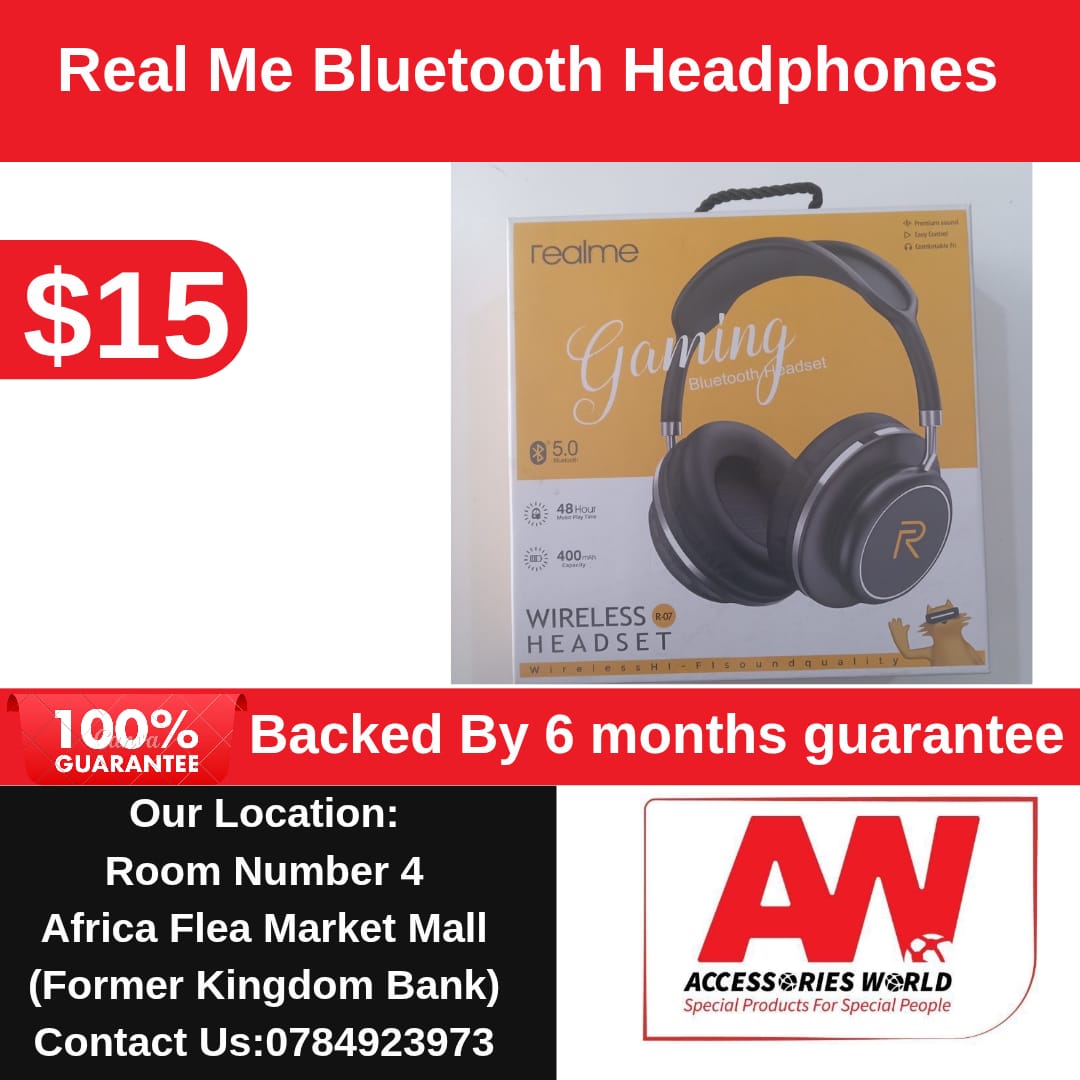 Real Me Bluetooth Headphones
$15
realme
Premium sound
Easy Control
Comfortable fit
Gaming
Bluetooth Headset
5.0
Bluetooth
48 Hour
Music Play Time
400 mAh
Capacity
WIRELESS R-07
HEADSET
Wireless HI-FI sound quality
R
100%
Canva
GUARANTEE
Backed By 6 months guarantee
Our Location:
Room Number 4
Africa Flea Market Mall
(Former Kingdom Bank)
Contact Us:0784923973
AW
ACCESSORIES WORLD
Special Products For Special People